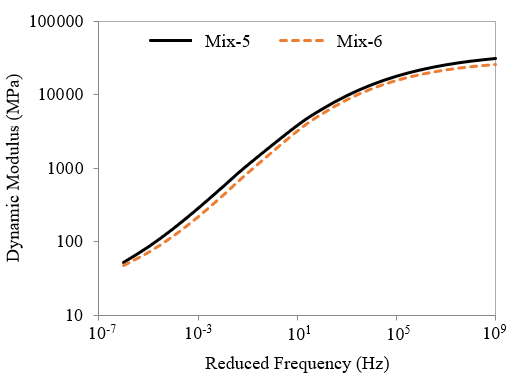 100000
Mix-5 Mix-6
10000
1000
100
10
Dynamic Modulus (MPa)
10⁻⁷ 10⁻³ 10¹ 10⁵ 10⁹
Reduced Frequency (Hz)